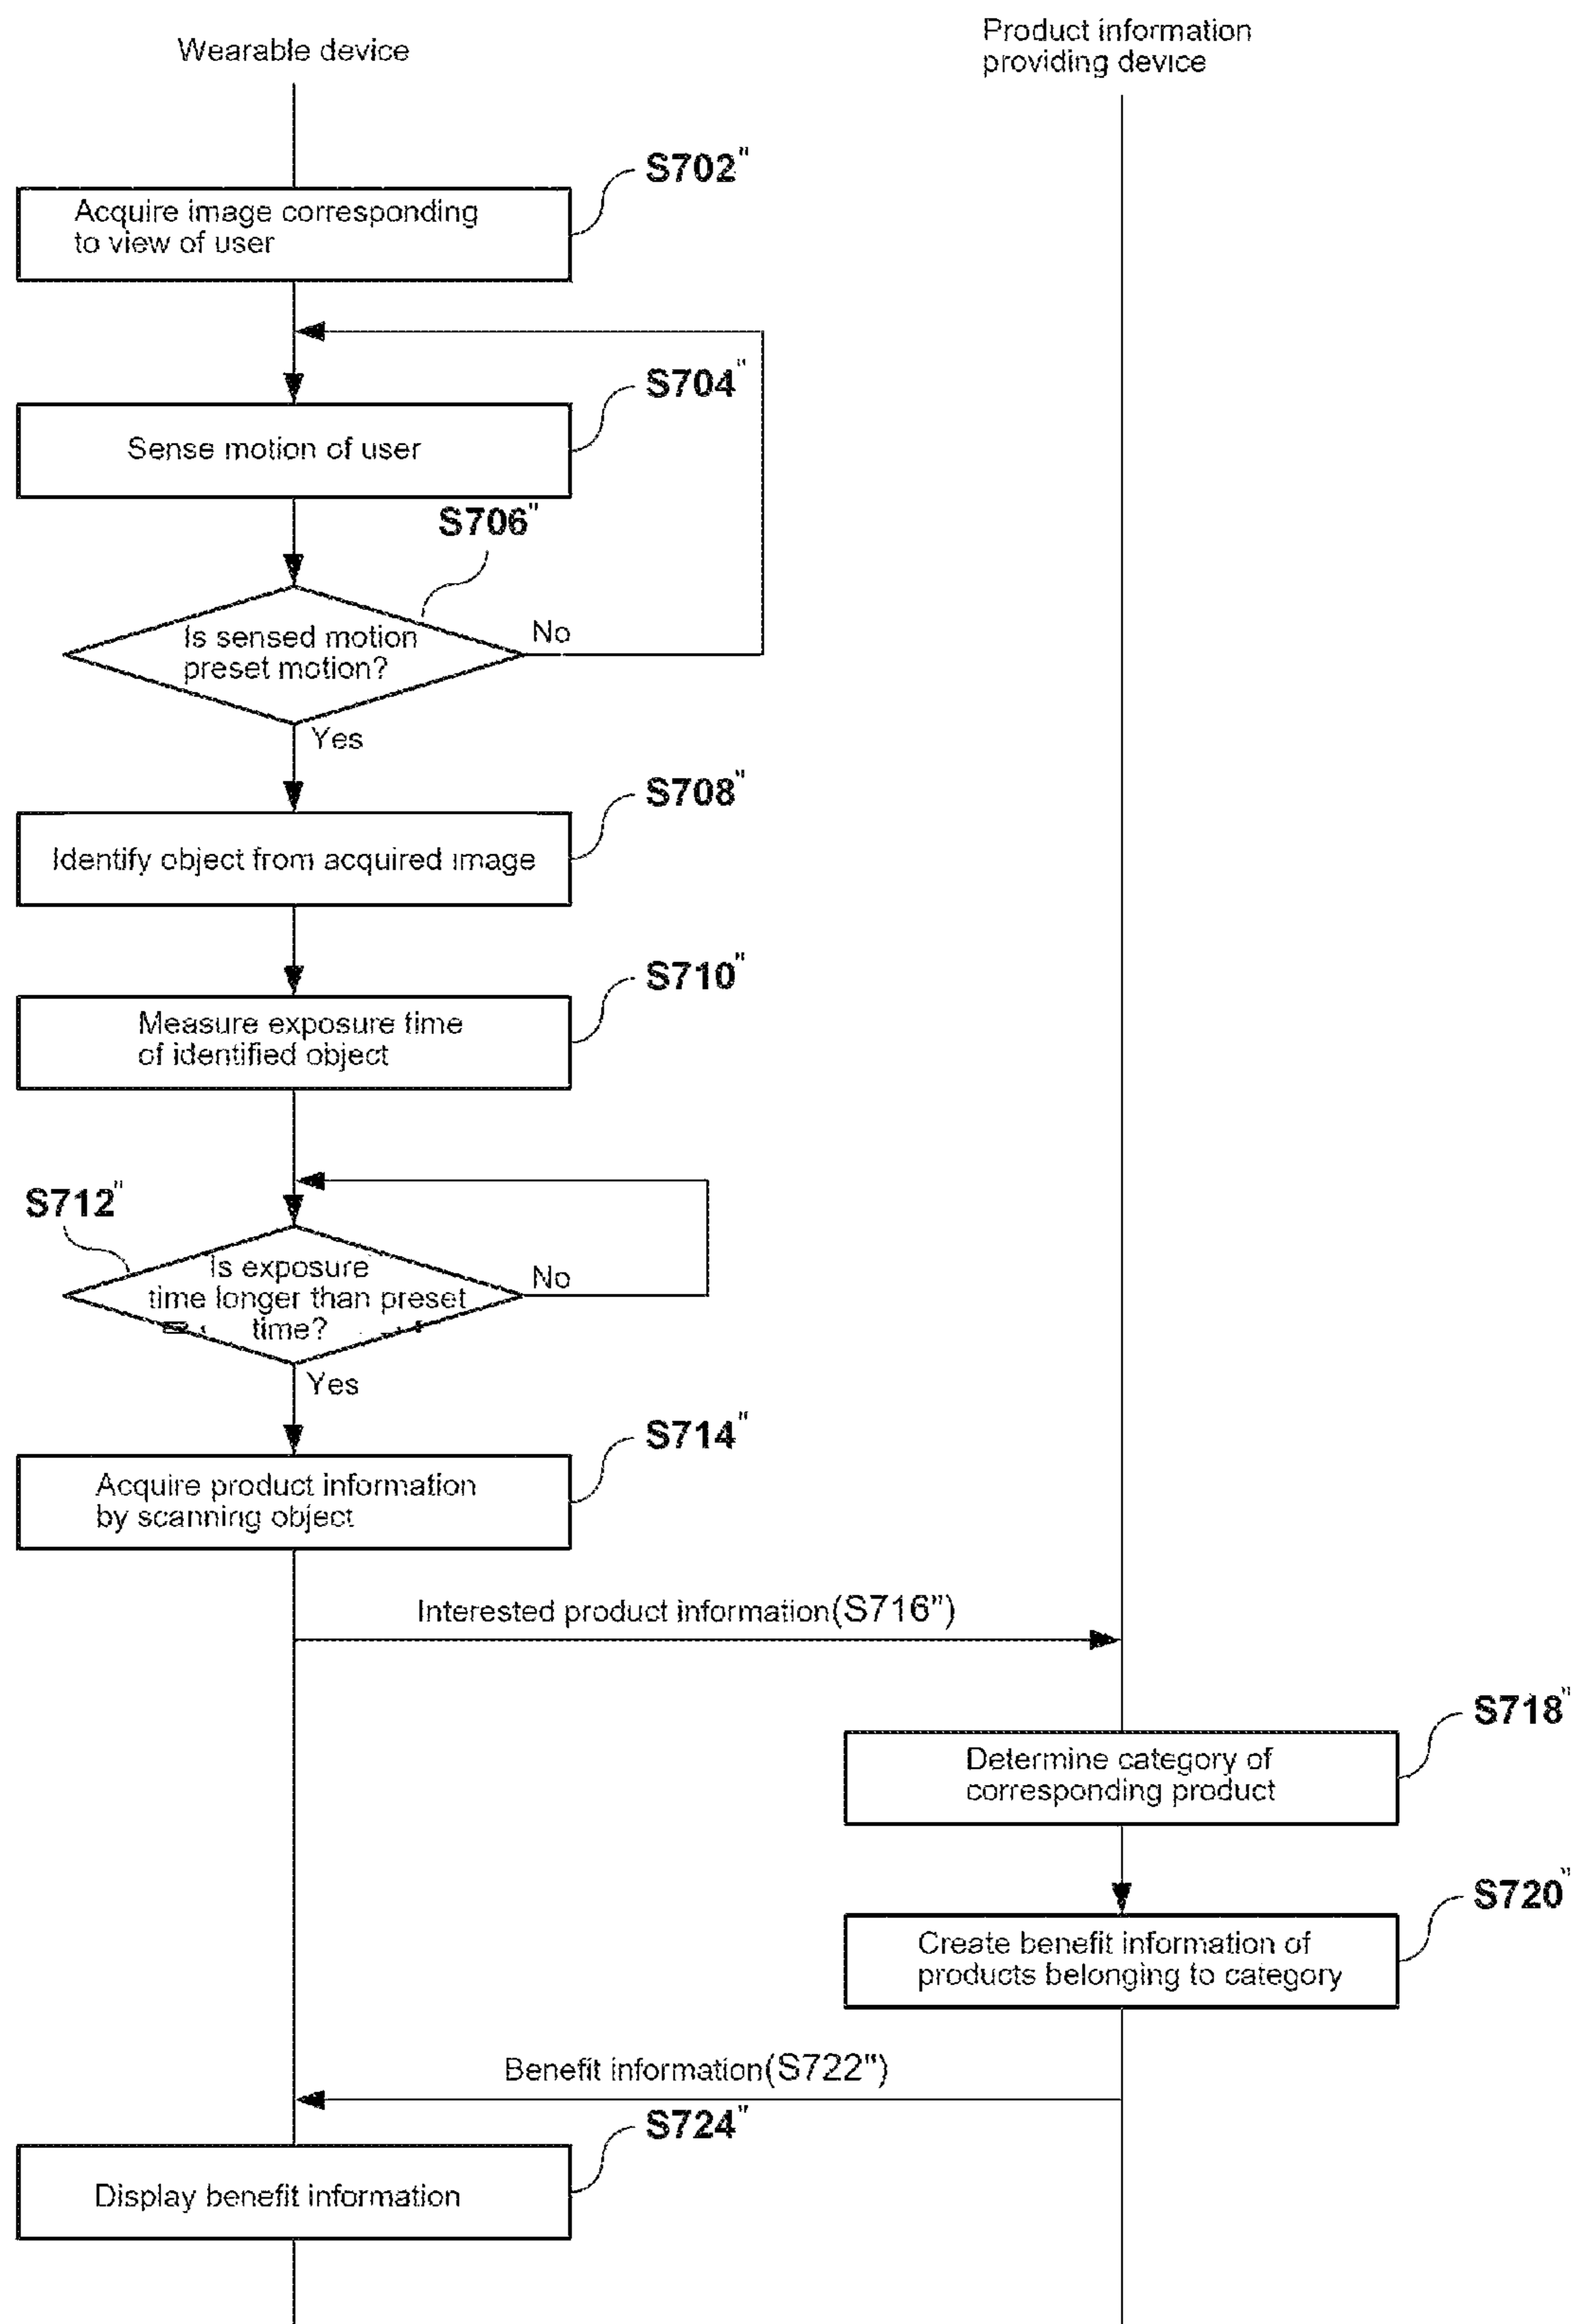 Wearable device
Product information
providing device
S702"
Acquire image corresponding
to view of user
S704"
Sense motion of user
S706"
Is sensed motion
preset motion?
No
Yes
S708"
Identify object from acquired image
S710"
Measure exposure time
of identified object
S712"
Is exposure
time longer than preset
time?
No
Yes
S714"
Acquire product information
by scanning object
Interested product information(S716")
S718"
Determine category of
corresponding product
S720"
Create benefit information of
products belonging to category
Benefit information(S722")
S724"
Display benefit information